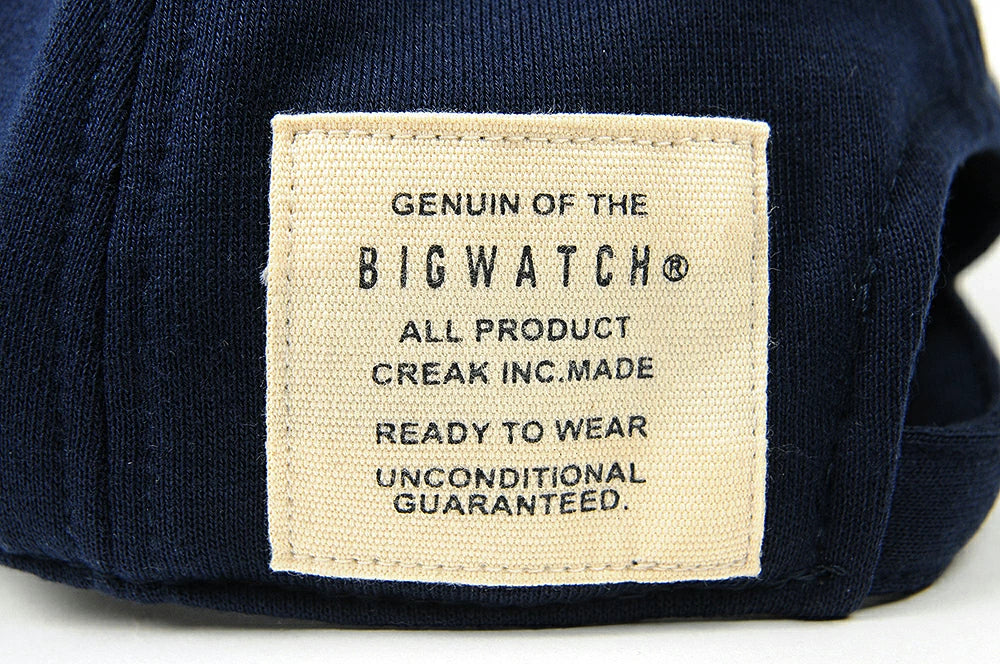 GENUIN OF THE
BIGWATCH®
ALL PRODUCT
CREAK INC.MADE
READY TO WEAR
UNCONDITIONAL
GUARANTEED.